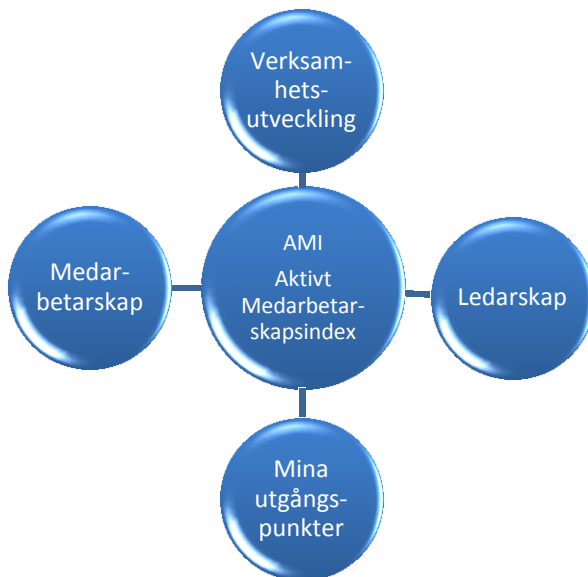 Verksam-
hets-
utveckling
AMI
Aktivt
Medarbetar-
skapsindex
Medar-
betarskap
Ledarskap
Mina
utgångs-
punkter